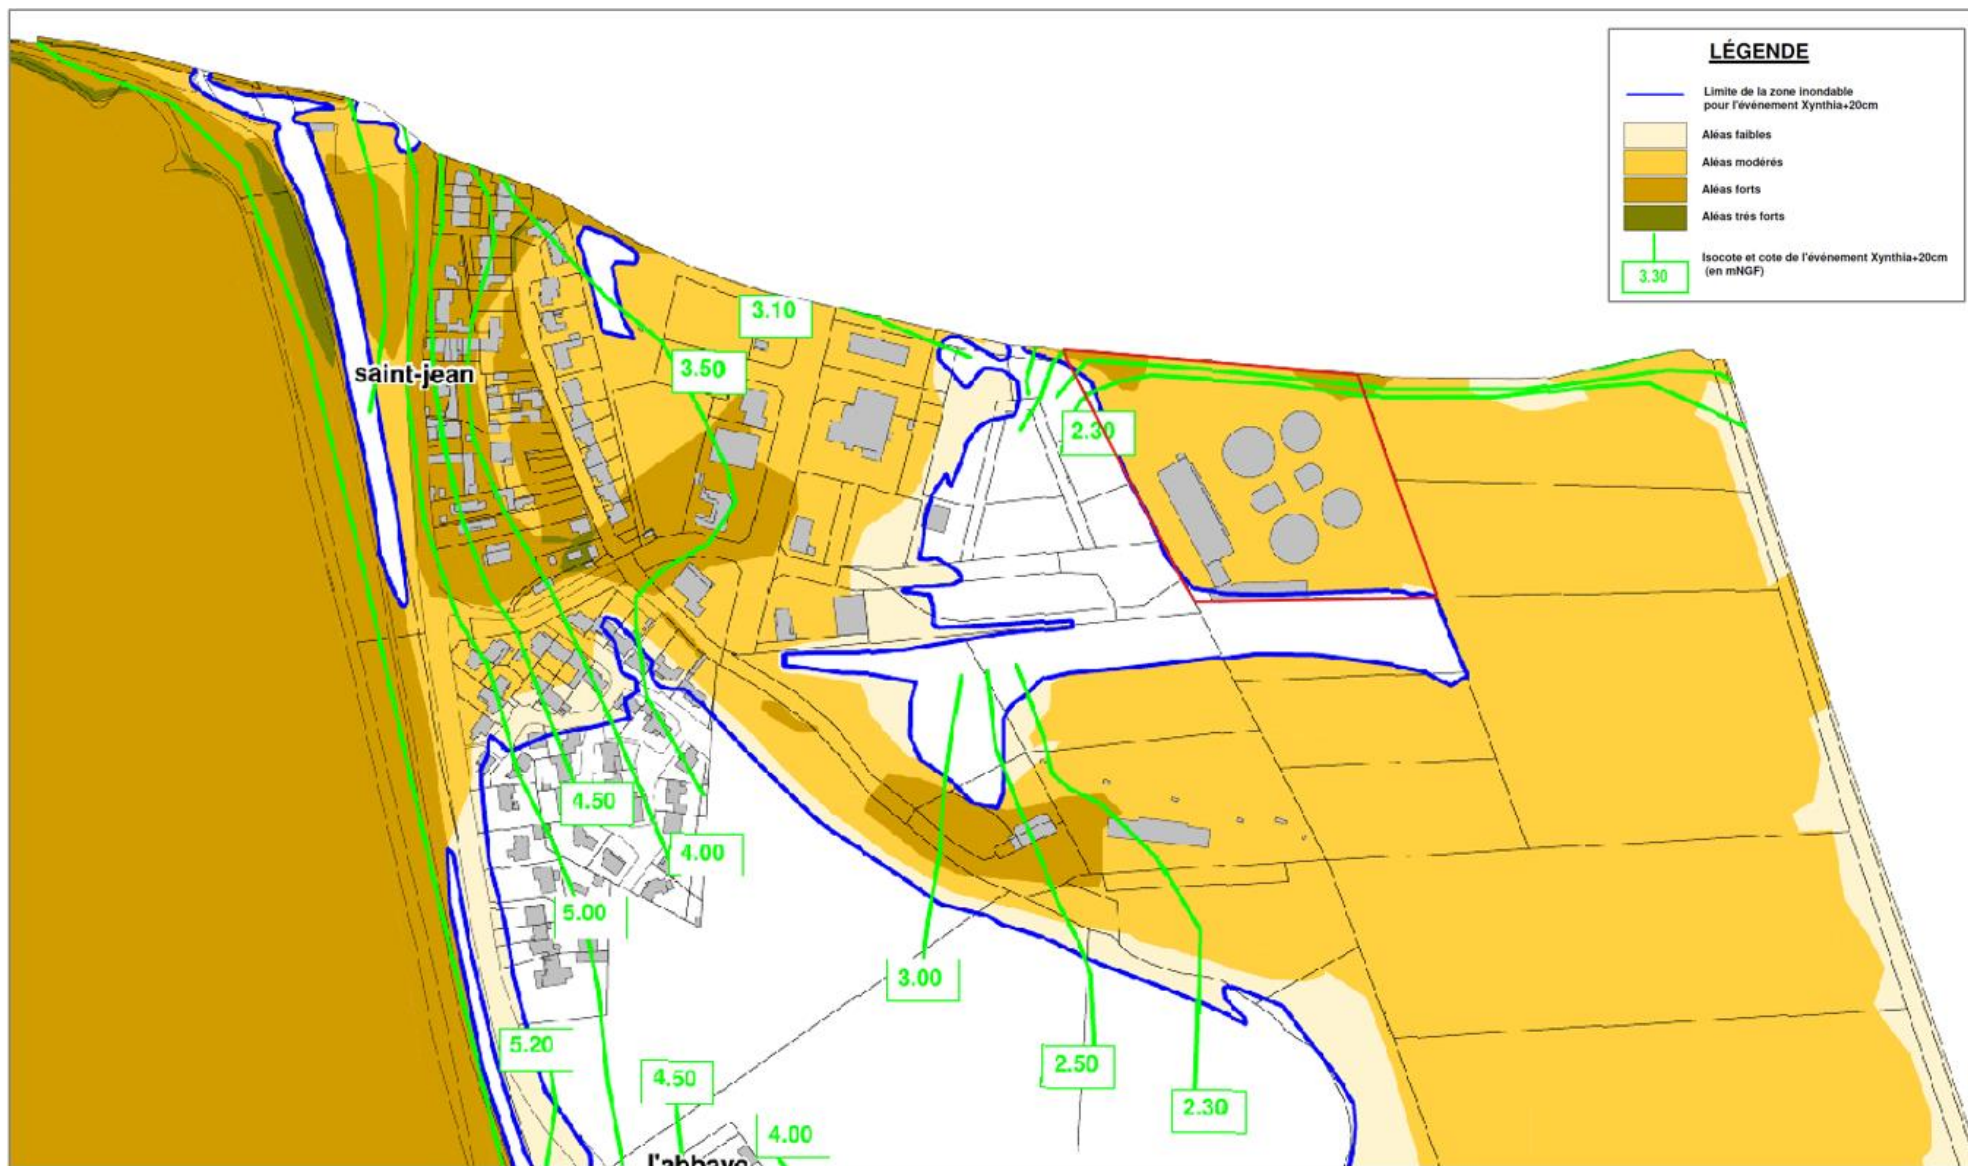 LÉGENDE
Limite de la zone inondable
pour l'événement Xynthia+20cm
Aléas faibles
Aléas modérés
Aléas forts
Aléas trés forts
Isocote et cote de l'événement Xynthia+20cm
(en mNGF)
3.30
3.10
3.50
saint-jean
2.30
4.50
4.00
5.00
3.00
5.20
2.50
4.50
2.30
4.00
l'abbaye